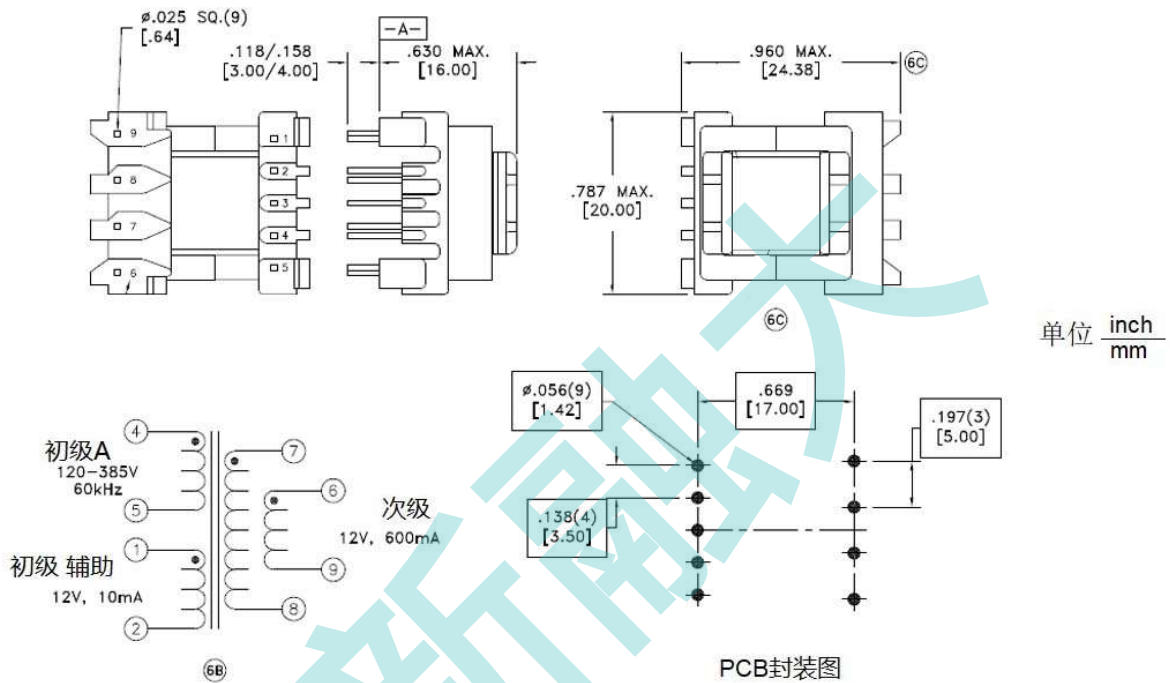 ø.025 SQ.(9)
[.64]
.118/.158
[3.00/4.00]
-A-
.630 MAX.
[16.00]
.960 MAX.
[24.38]
6C
9
8
7
6
1
2
3
4
5
.787 MAX.
[20.00]
6C
单位 inch
mm
4
初级A
120-385V
60kHz
5
1
初级 辅助
12V, 10mA
2
7
6
次级
12V, 600mA
9
8
6B
ø.056(9)
[1.42]
.669
[17.00]
.197(3)
[5.00]
.138(4)
[3.50]
PCB封装图
新融大